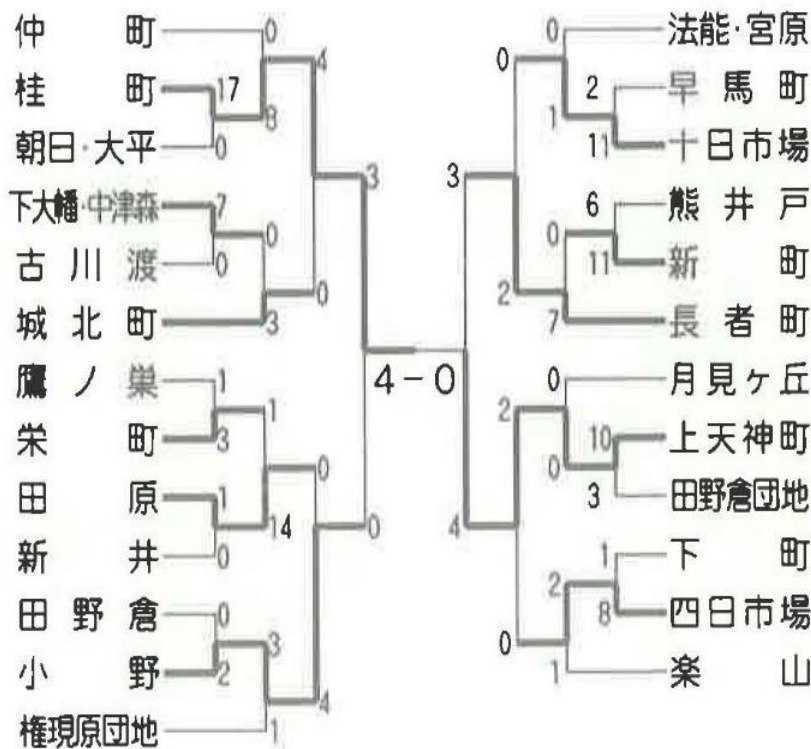 仲町
0
4
桂町
17
8
朝日・大平
0
3
下大幡・中津森
7
0
古川渡
0
0
城北町
3
4-0
鷹ノ巣
1
1
栄町
3
0
田原
1
14
0
新井
0
田野倉
0
3
小野
2
4
権現原団地
1
法能・宮原
0
0
早馬町
2
1
十日市場
11
3
熊井戸
6
0
新町
11
2
長者町
7
月見ヶ丘
0
2
上天神町
10
0
田野倉団地
3
4
下町
1
2
四日市場
8
0
楽山
1